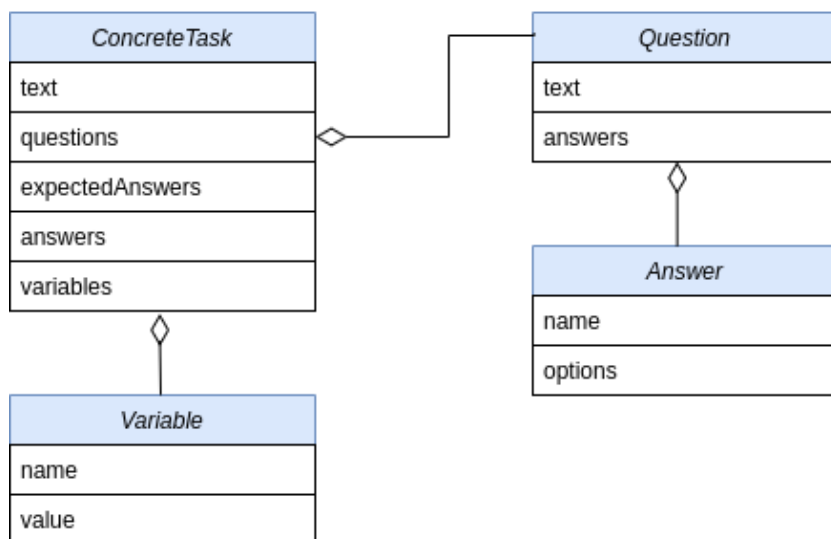 ConcreteTask
text
questions
expectedAnswers
answers
variables
Question
text
answers
Answer
name
options
Variable
name
value